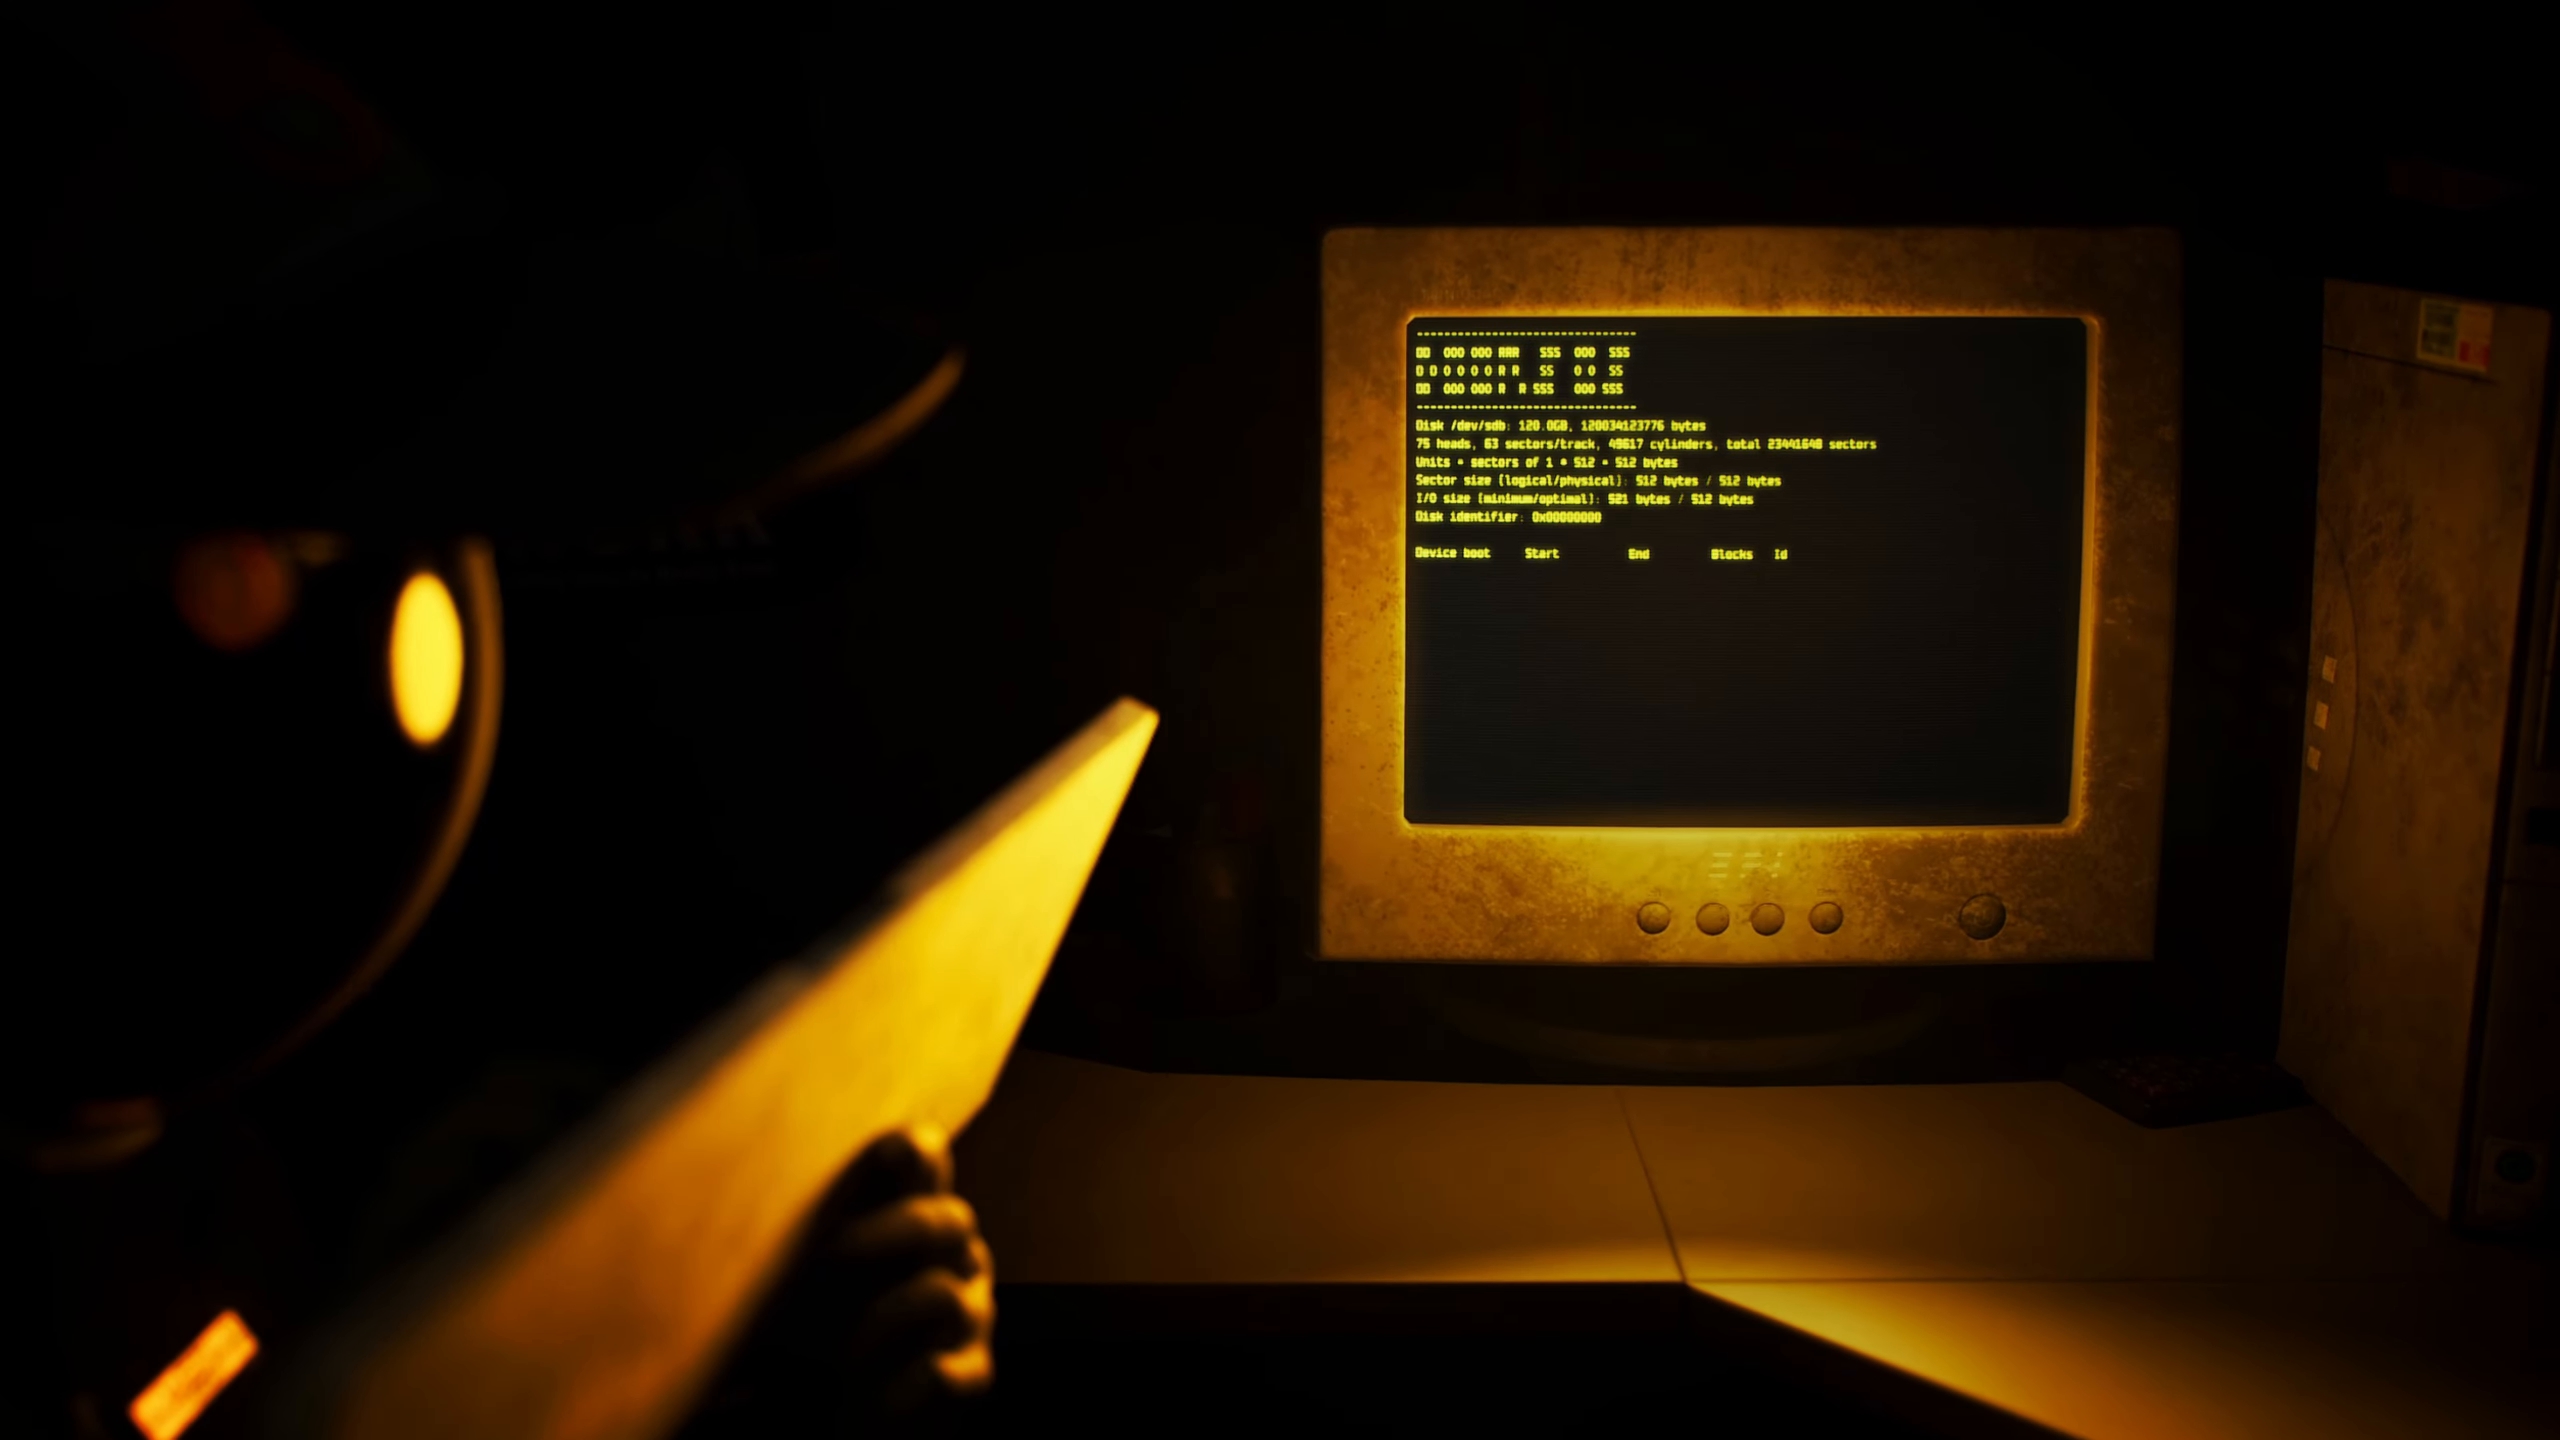 --------------------------------
DD  OOO OOO RRR   SSS  OOO  SSS
D D O O O O R R   SS   O O  SS
DD  OOO OOO R  R SSS   OOO SSS
--------------------------------
Disk /dev/sdb: 120.0GB, 120034123776 bytes
75 heads, 63 sectors/track, 49617 cylinders, total 23441648 sectors
Units = sectors of 1 * 512 = 512 bytes
Sector size (logical/physical): 512 bytes / 512 bytes
I/O size (minimum/optimal): 521 bytes / 512 bytes
Disk identifier: 0x00000000
Device boot     Start          End         Blocks   Id